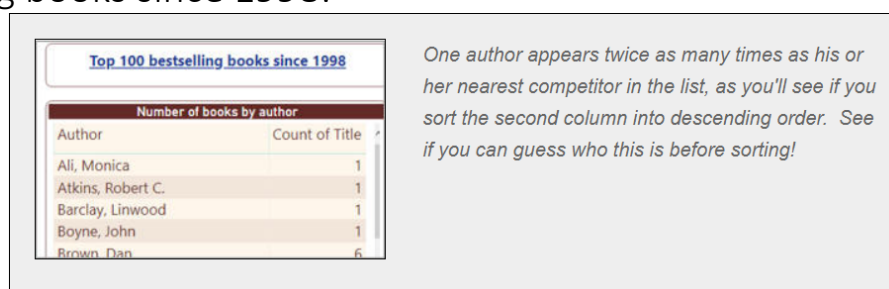 g books since 1998.
Top 100 bestselling books since 1998
Number of books by author
Author Count of Title
Ali, Monica 1
Atkins, Robert C. 1
Barclay, Linwood 1
Boyne, John 1
Brown, Dan 6
One author appears twice as many times as his or
her nearest competitor in the list, as you'll see if you
sort the second column into descending order. See
if you can guess who this is before sorting!